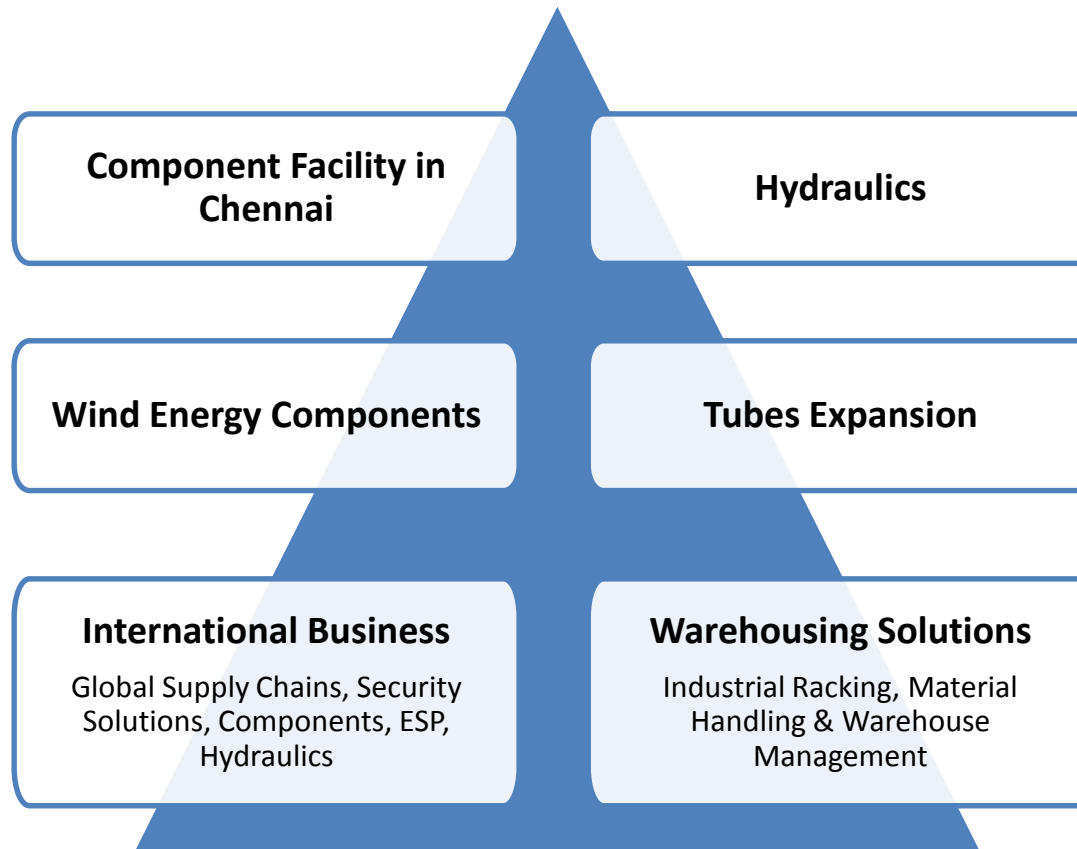 Component Facility in
Chennai
Hydraulics
Wind Energy Components
Tubes Expansion
International Business
Global Supply Chains, Security
Solutions, Components, ESP,
Hydraulics
Warehousing Solutions
Industrial Racking, Material
Handling & Warehouse
Management